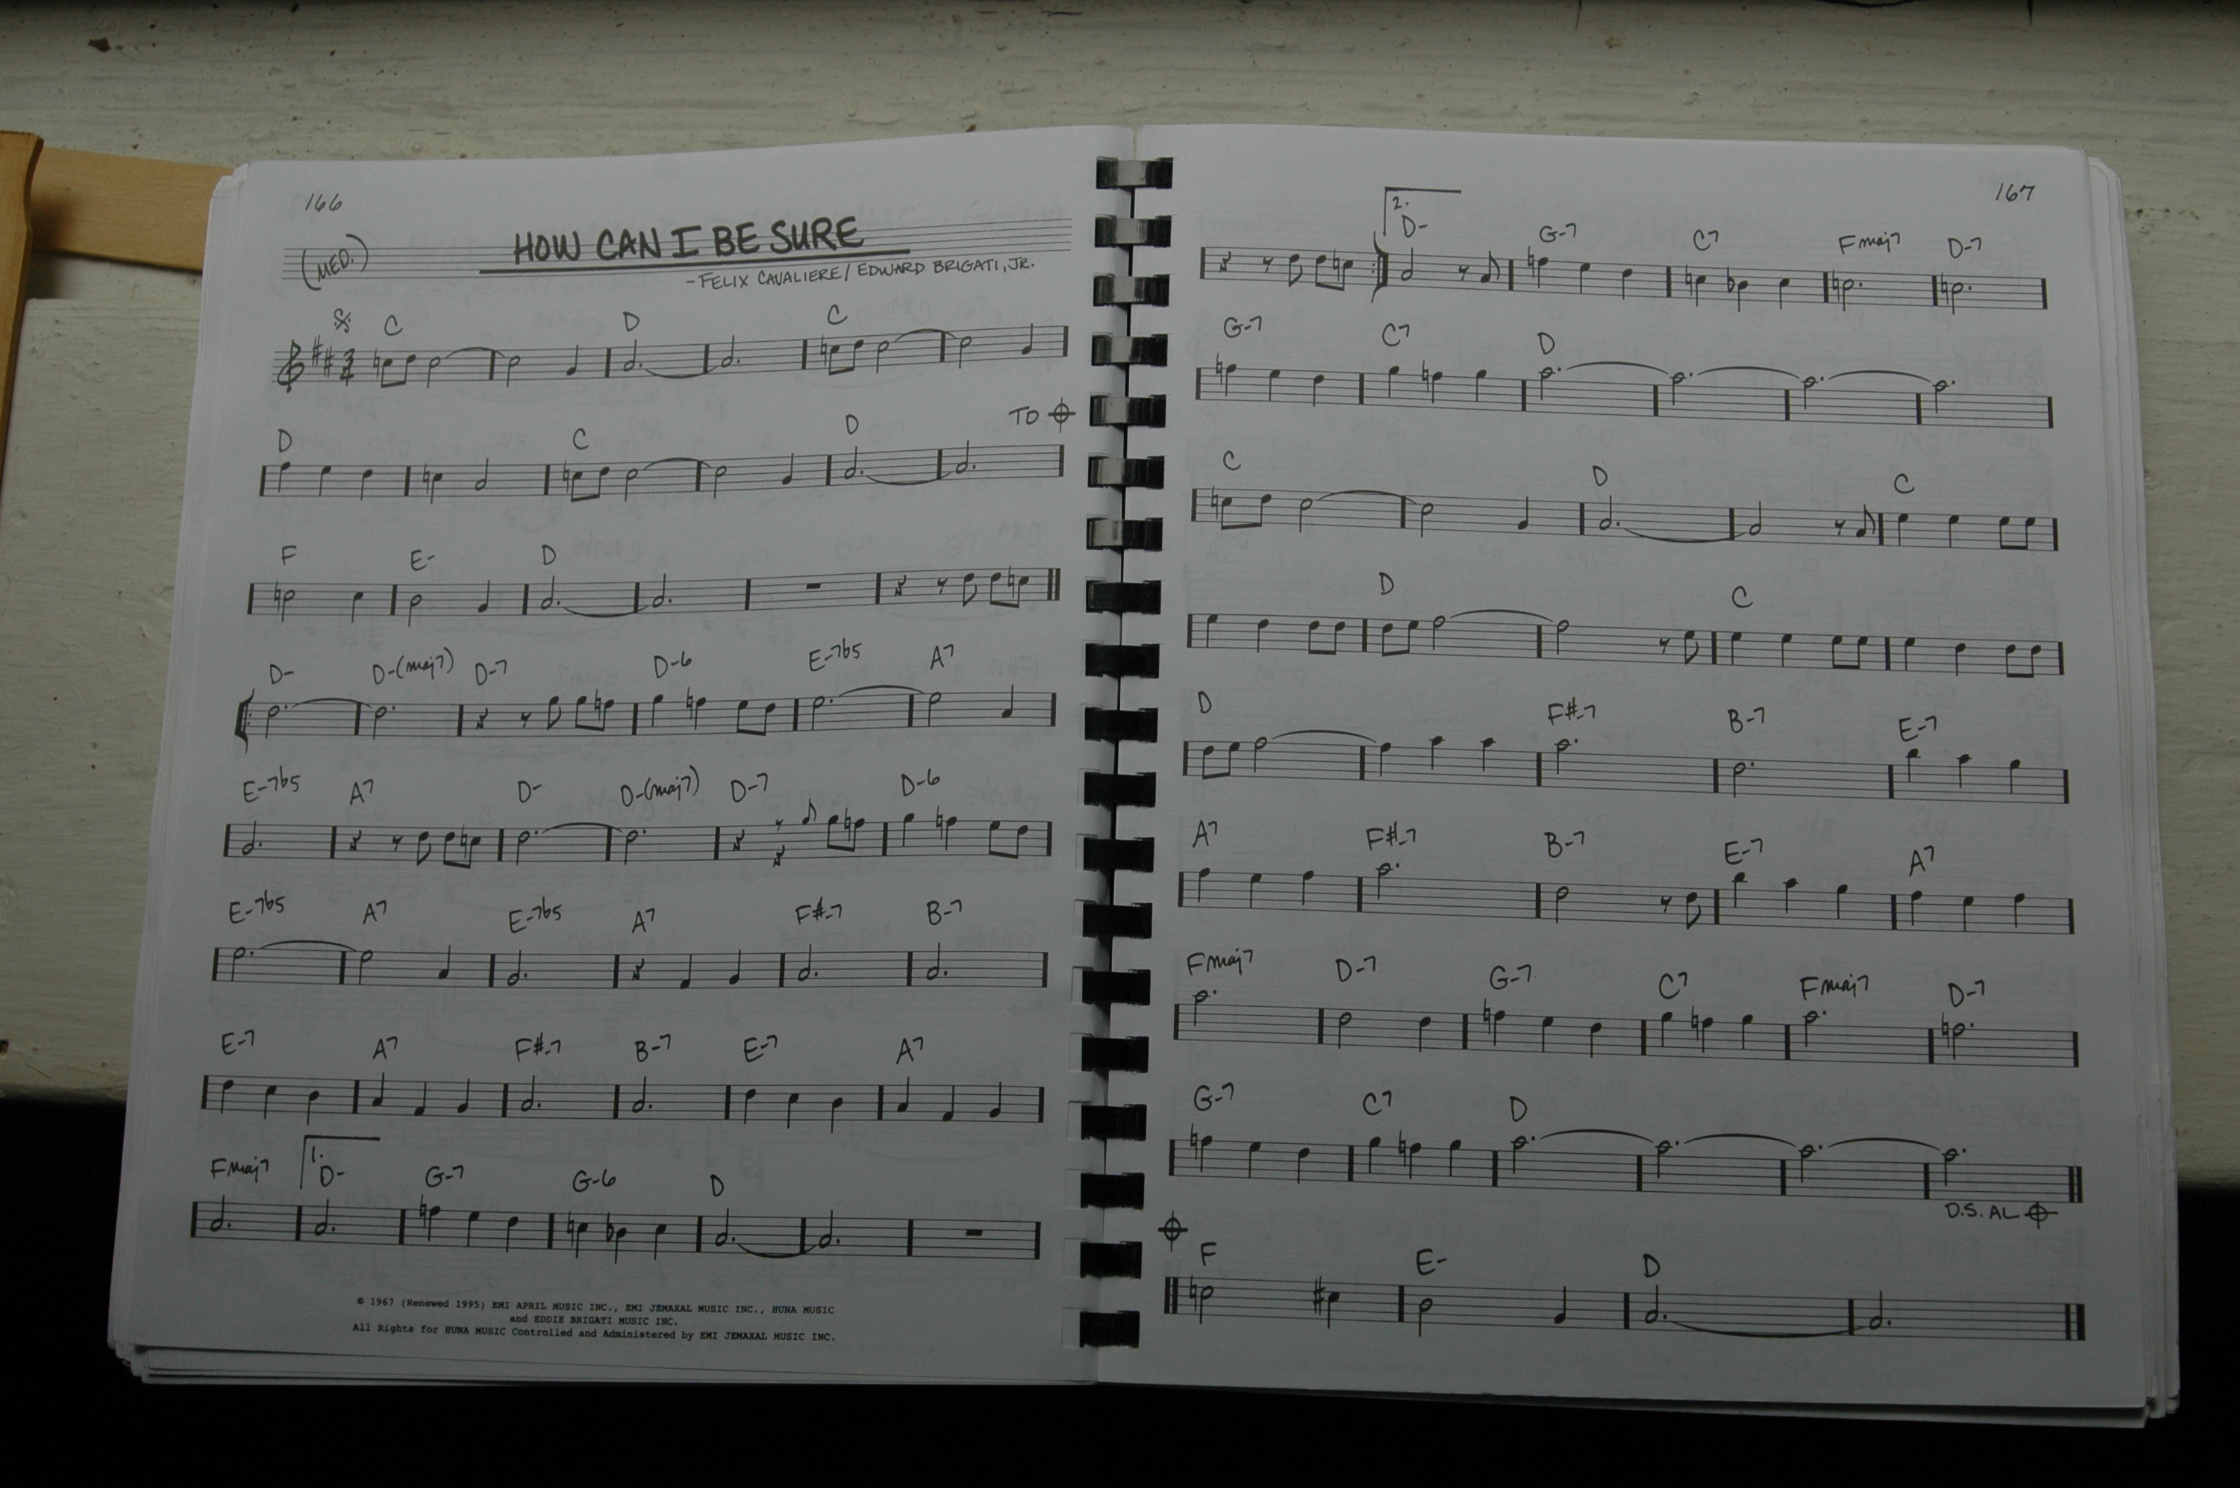 166
(MED.)
HOW CAN I BE SURE
- FELIX CAVALIERE / EDWARD BRIGATI, JR.
C D C
3
4
TO
D C D
F E- D
D- D-(maj7) D-7 D-6 E-7b5 A7
E-7b5 A7 D- D-(maj7) D-7 D-6
E-7b5 A7 E-7b5 A7 F#-7 B-7
E-7 A7 F#-7 B-7 E-7 A7
1.
Fmaj7 D- G-7 G-6 D
© 1967 (Renewed 1995) EMI APRIL MUSIC INC., EMI JEMAXAL MUSIC INC., HUNA MUSIC
and EDDIE BRIGATI MUSIC INC.
All Rights for HUNA MUSIC Controlled and Administered by EMI JEMAXAL MUSIC INC.
167
2.
D- G-7 C7 Fmaj7 D-7
G-7 C7 D
C D C
D C
D F#-7 B-7 E-7
A7 F#-7 B-7 E-7 A7
Fmaj7 D-7 G-7 C7 Fmaj7 D-7
G-7 C7 D
D.S. AL
F E- D